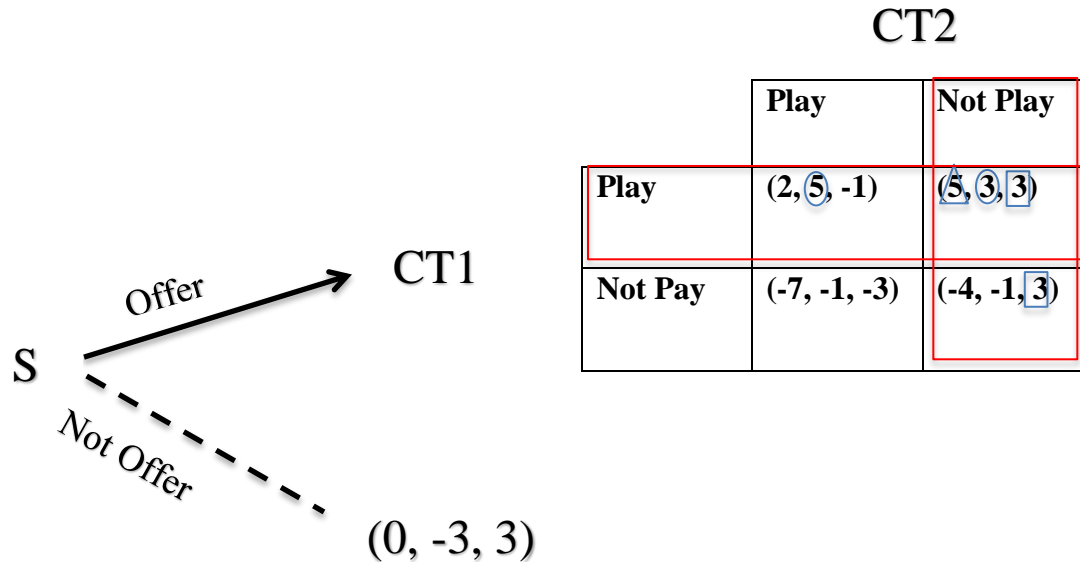 CT2
Play Not Play
Play (2, 5, -1) (5, 3, 3)
Not Pay (-7, -1, -3) (-4, -1, 3)
CT1
Offer
S
Not Offer
(0, -3, 3)